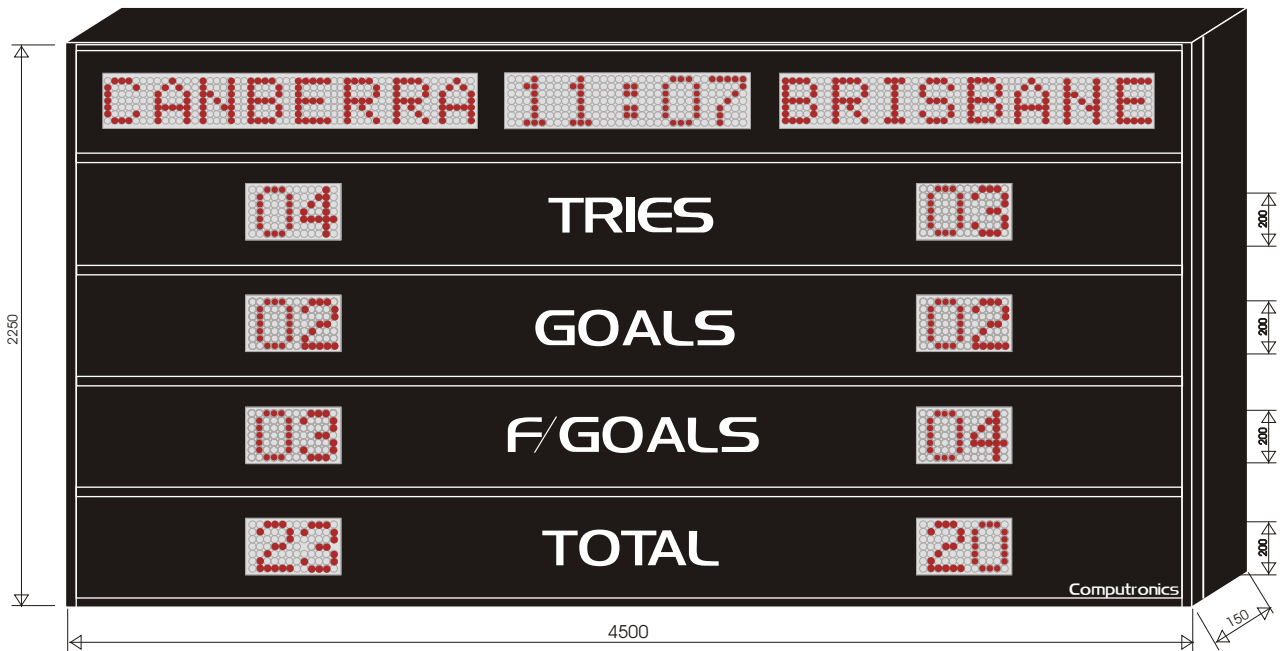 CANBERRA 11:07 BRISBANE
04 TRIES 03 200
02 GOALS 02 200
2250
03 F/GOALS 04 200
23 TOTAL 20 200
Computronics
150
4500